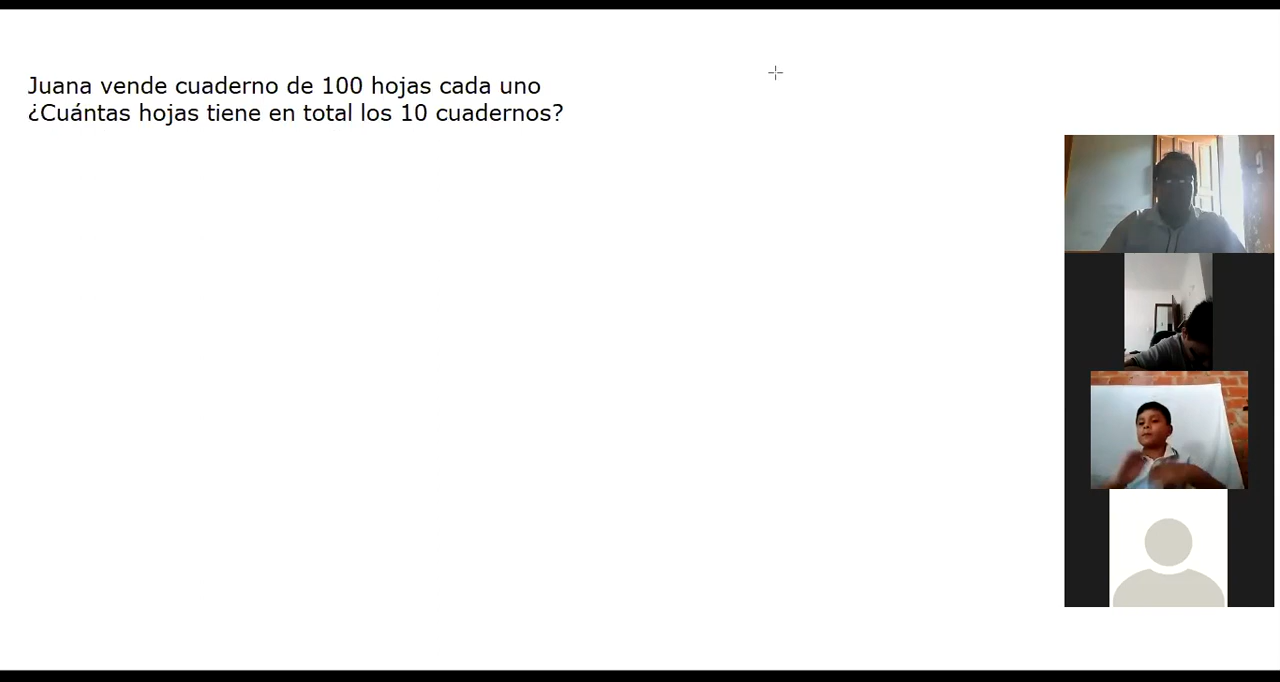 Juana vende cuaderno de 100 hojas cada uno
¿Cuántas hojas tiene en total los 10 cuadernos?